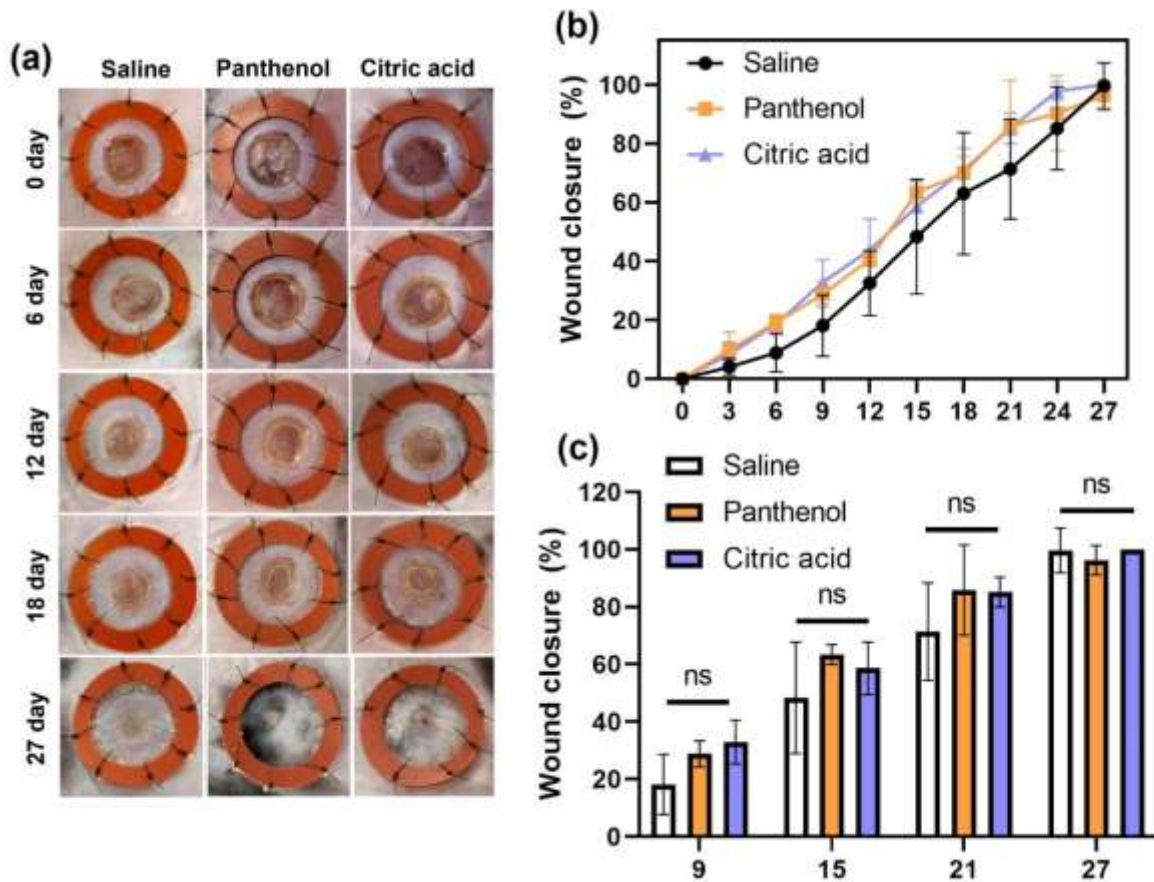 (a)
Saline Panthenol Citric acid
0 day
6 day
12 day
18 day
27 day
(b)
Saline
Panthenol
Citric acid
Wound closure (%)
100
80
60
40
20
0
0 3 6 9 12 15 18 21 24 27
(c)
Saline
Panthenol
Citric acid
Wound closure (%)
120
100
80
60
40
20
0
ns
ns
ns
ns
9 15 21 27